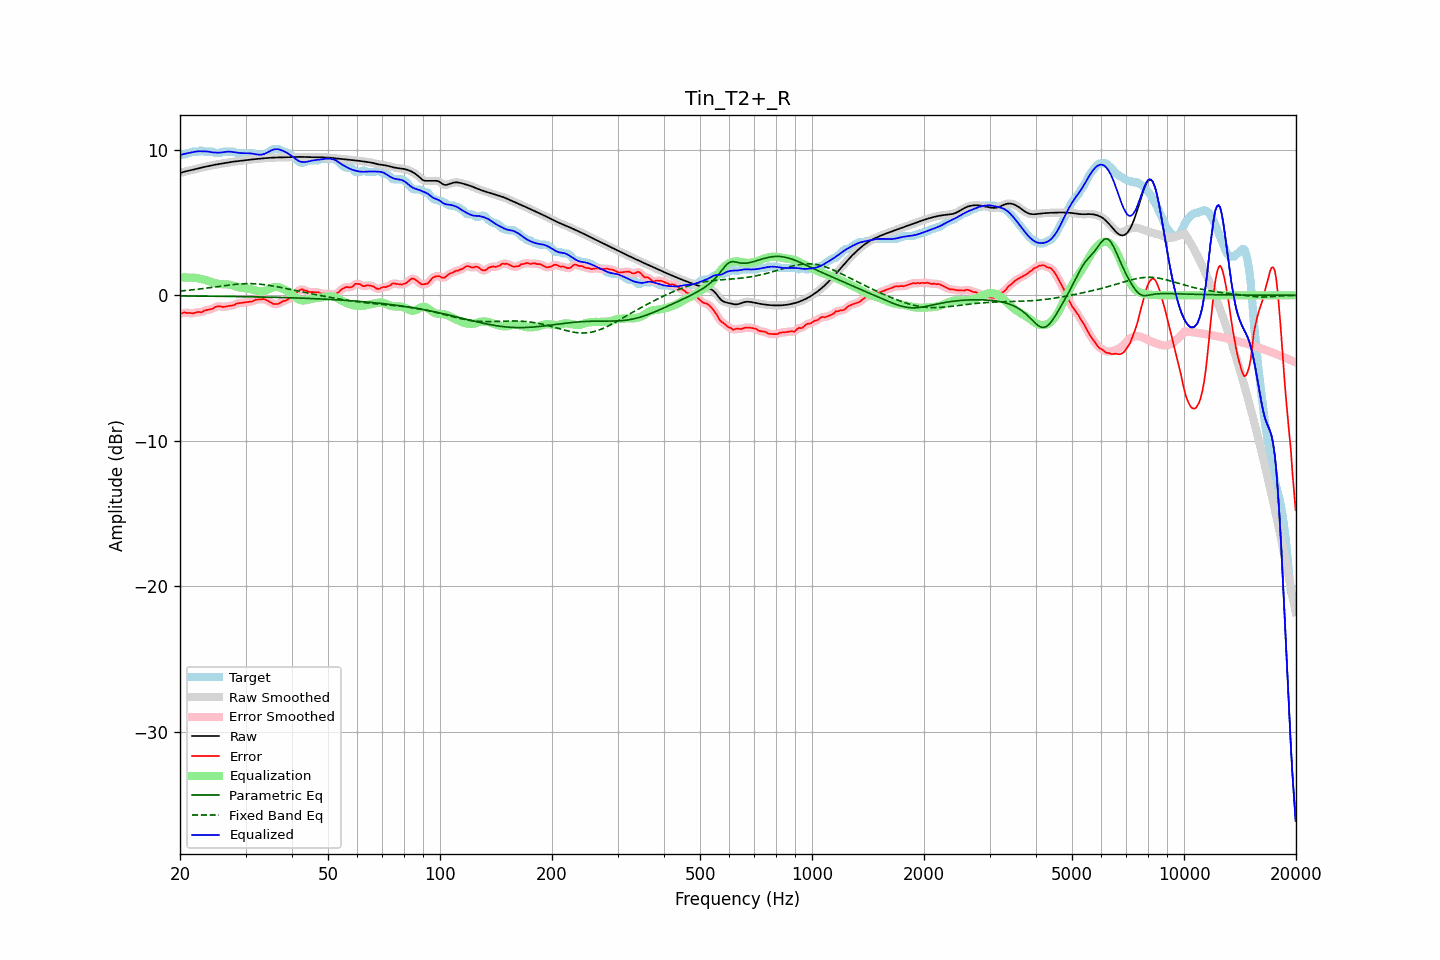 Tin_T2+_R
10
0
−10
−20
−30
Amplitude (dBr)
Target
Raw Smoothed
Error Smoothed
Raw
Error
Equalization
Parametric Eq
Fixed Band Eq
Equalized
20 50 100 200 500 1000 2000 5000 10000 20000
Frequency (Hz)